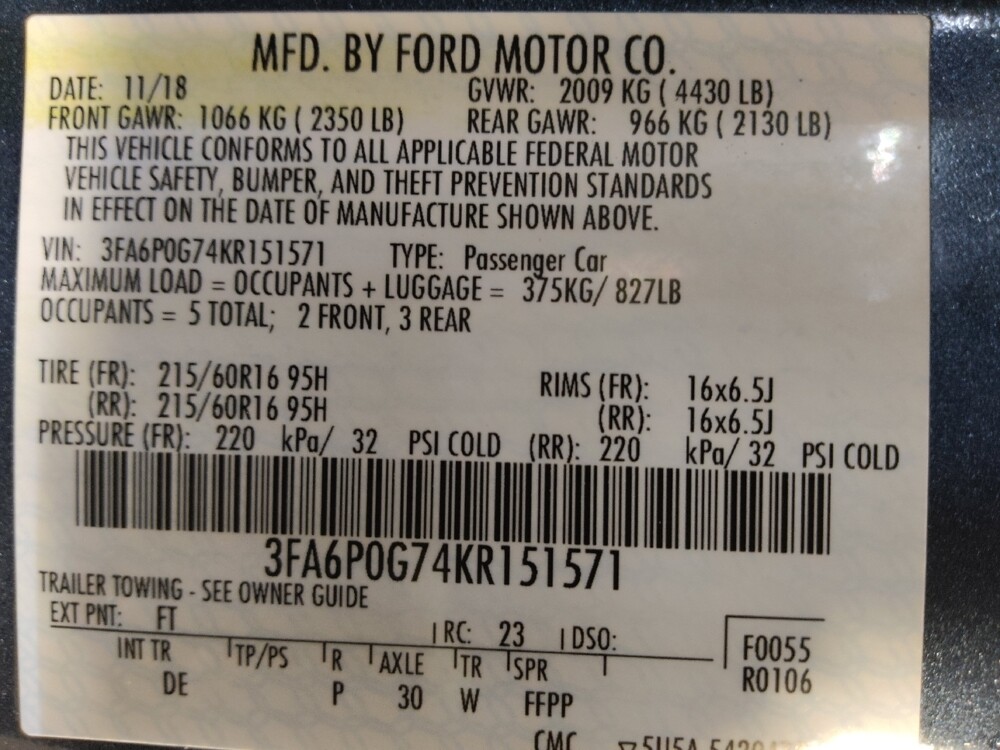 MFD. BY FORD MOTOR CO.
DATE: 11/18 GVWR: 2009 KG ( 4430 LB)
FRONT GAWR: 1066 KG ( 2350 LB) REAR GAWR: 966 KG ( 2130 LB)
THIS VEHICLE CONFORMS TO ALL APPLICABLE FEDERAL MOTOR
VEHICLE SAFETY, BUMPER, AND THEFT PREVENTION STANDARDS
IN EFFECT ON THE DATE OF MANUFACTURE SHOWN ABOVE.
VIN: 3FA6P0G74KR151571 TYPE: Passenger Car
MAXIMUM LOAD = OCCUPANTS + LUGGAGE = 375KG/ 827LB
OCCUPANTS = 5 TOTAL; 2 FRONT, 3 REAR
TIRE (FR): 215/60R16 95H RIMS (FR): 16x6.5J
(RR): 215/60R16 95H (RR): 16x6.5J
PRESSURE (FR): 220 kPa/ 32 PSI COLD (RR): 220 kPa/ 32 PSI COLD
3FA6P0G74KR151571
TRAILER TOWING - SEE OWNER GUIDE
EXT PNT: FT RC: 23 DSO:
INT TR TP/PS R AXLE TR SPR
DE P 30 W FFPP
F0055
R0106
CMC